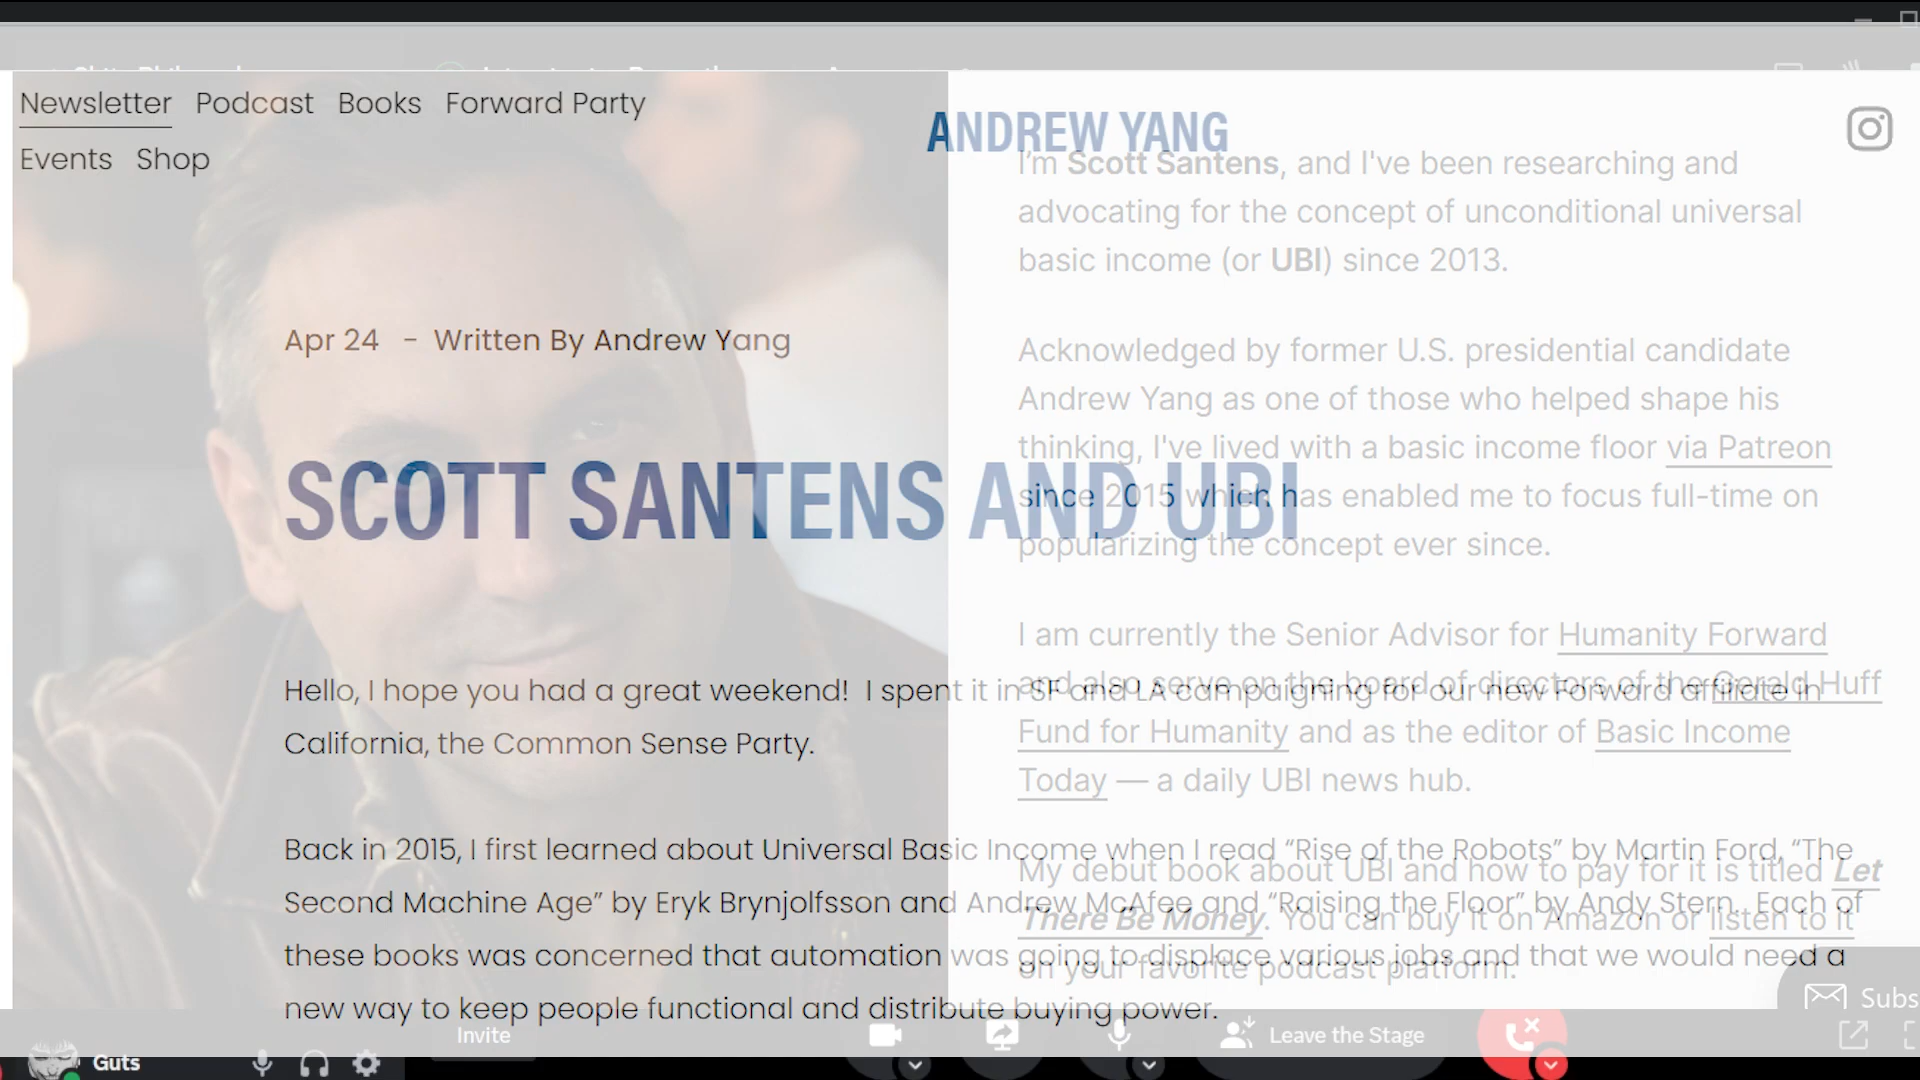 Newsletter Podcast Books Forward Party
Events Shop
ANDREW YANG
Apr 24 - Written By Andrew Yang
SCOTT SANTENS AND UBI
Hello, I hope you had a great weekend! I spent it in SF and LA campaigning for our new Forward affiliate in
California, the Common Sense Party.
Back in 2015, I first learned about Universal Basic Income when I read “Rise of the Robots” by Martin Ford, “The
Second Machine Age” by Eryk Brynjolfsson and Andrew McAfee and “Raising the Floor” by Andy Stern. Each of
these books was concerned that automation was going to displace various jobs and that we would need a
new way to keep people functional and distribute buying power.
I’m Scott Santens, and I've been researching and
advocating for the concept of unconditional universal
basic income (or UBI) since 2013.
Acknowledged by former U.S. presidential candidate
Andrew Yang as one of those who helped shape his
thinking, I've lived with a basic income floor via Patreon
since 2015 which has enabled me to focus full-time on
popularizing the concept ever since.
I am currently the Senior Advisor for Humanity Forward
and also serve on the board of directors of the Gerald Huff
Fund for Humanity and as the editor of Basic Income
Today — a daily UBI news hub.
My debut book about UBI and how to pay for it is titled Let
There Be Money. You can buy it on Amazon or listen to it
on your favorite podcast platform.
Subs
Invite
Leave the Stage
Guts